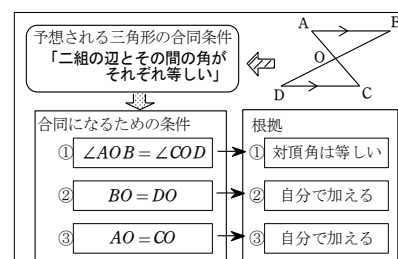 予想される三角形の合同条件
「二組の辺とその間の角が
それぞれ等しい」
A
B
O
D
C
合同になるための条件
① ∠AOB＝∠COD
② BO＝DO
③ AO＝CO
根拠
① 対頂角は等しい
② 自分で加える
③ 自分で加える